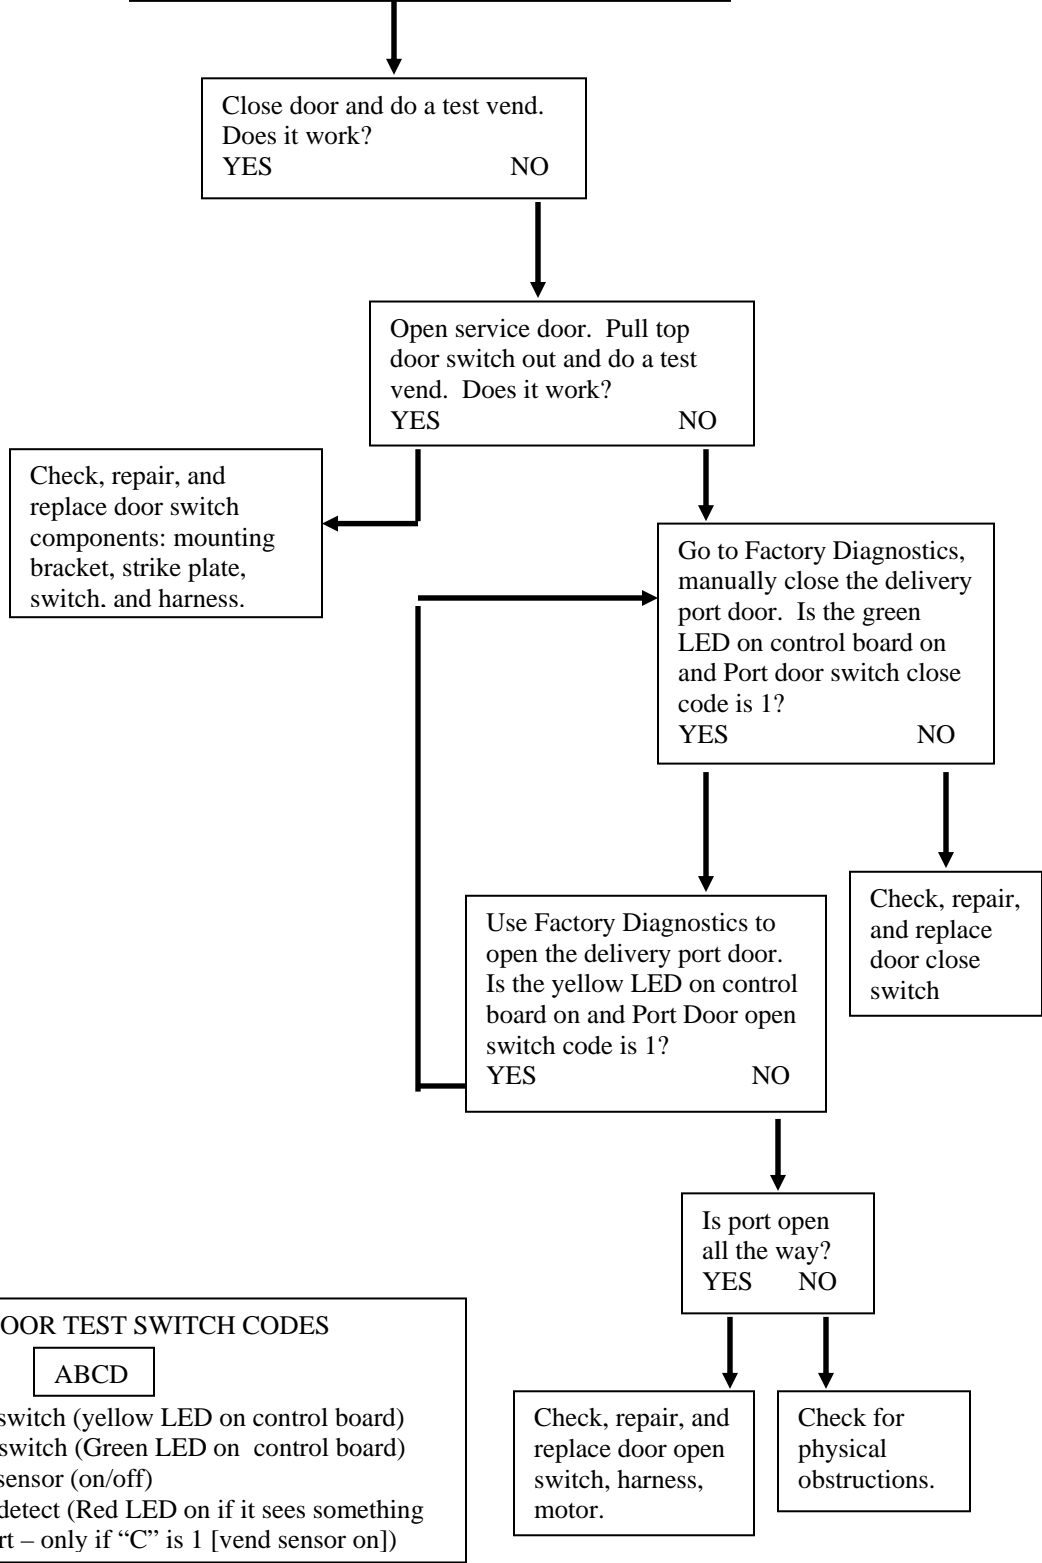 Close door and do a test vend.
Does it work?
YES NO
Open service door. Pull top
door switch out and do a test
vend. Does it work?
YES NO
Check, repair, and
replace door switch
components: mounting
bracket, strike plate,
switch, and harness.
Go to Factory Diagnostics,
manually close the delivery
port door. Is the green
LED on control board on
and Port door switch close
code is 1?
YES NO
Check, repair,
and replace
door close
switch
Use Factory Diagnostics to
open the delivery port door.
Is the yellow LED on control
board on and Port Door open
switch code is 1?
YES NO
Is port open
all the way?
YES NO
Check, repair, and
replace door open
switch, harness,
motor.
Check for
physical
obstructions.
OOR TEST SWITCH CODES
ABCD
switch (yellow LED on control board)
switch (Green LED on control board)
sensor (on/off)
detect (Red LED on if it sees something
rt – only if “C” is 1 [vend sensor on])